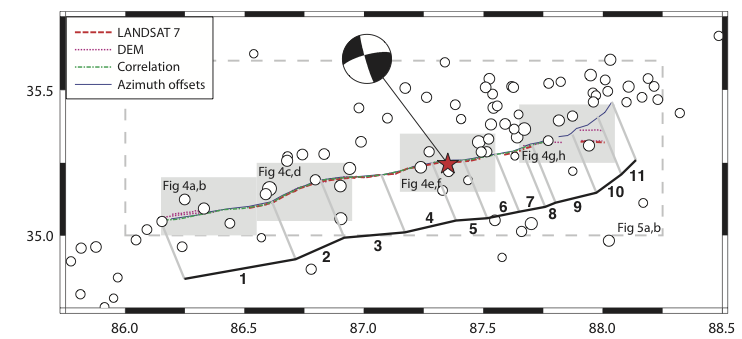 LANDSAT 7
DEM
Correlation
Azimuth offsets
35.5
35.0
Fig 4a,b
Fig 4c,d
Fig 4e,f
Fig 4g,h
Fig 5a,b
1
2
3
4
5
6
7
8
9
10
11
86.0
86.5
87.0
87.5
88.0
88.5